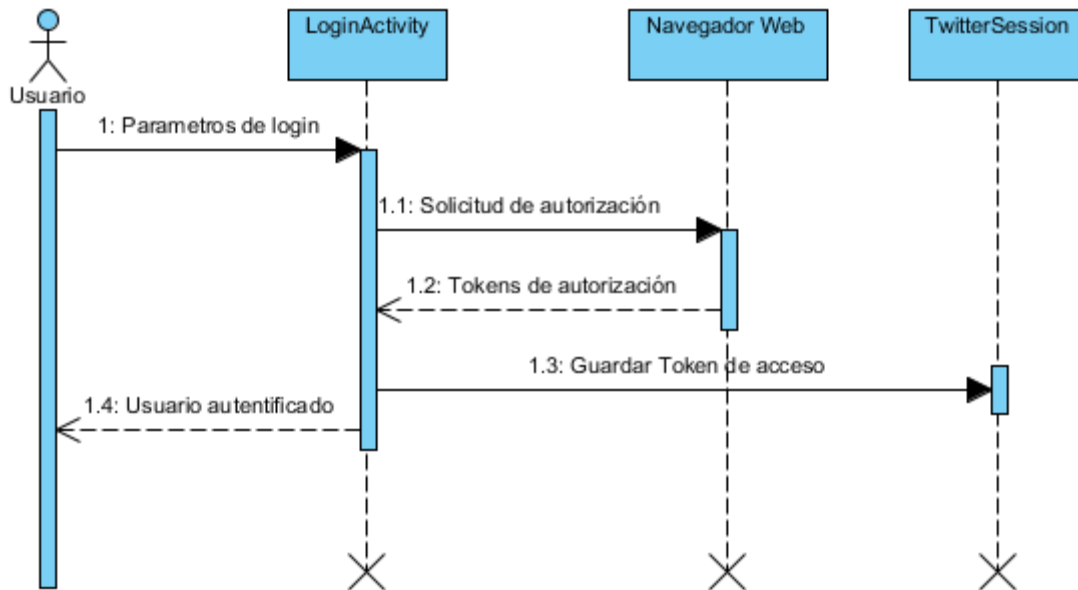 LoginActivity
Navegador Web
TwitterSession
Usuario
1: Parametros de login
1.1: Solicitud de autorización
1.2: Tokens de autorización
1.3: Guardar Token de acceso
1.4: Usuario autentificado